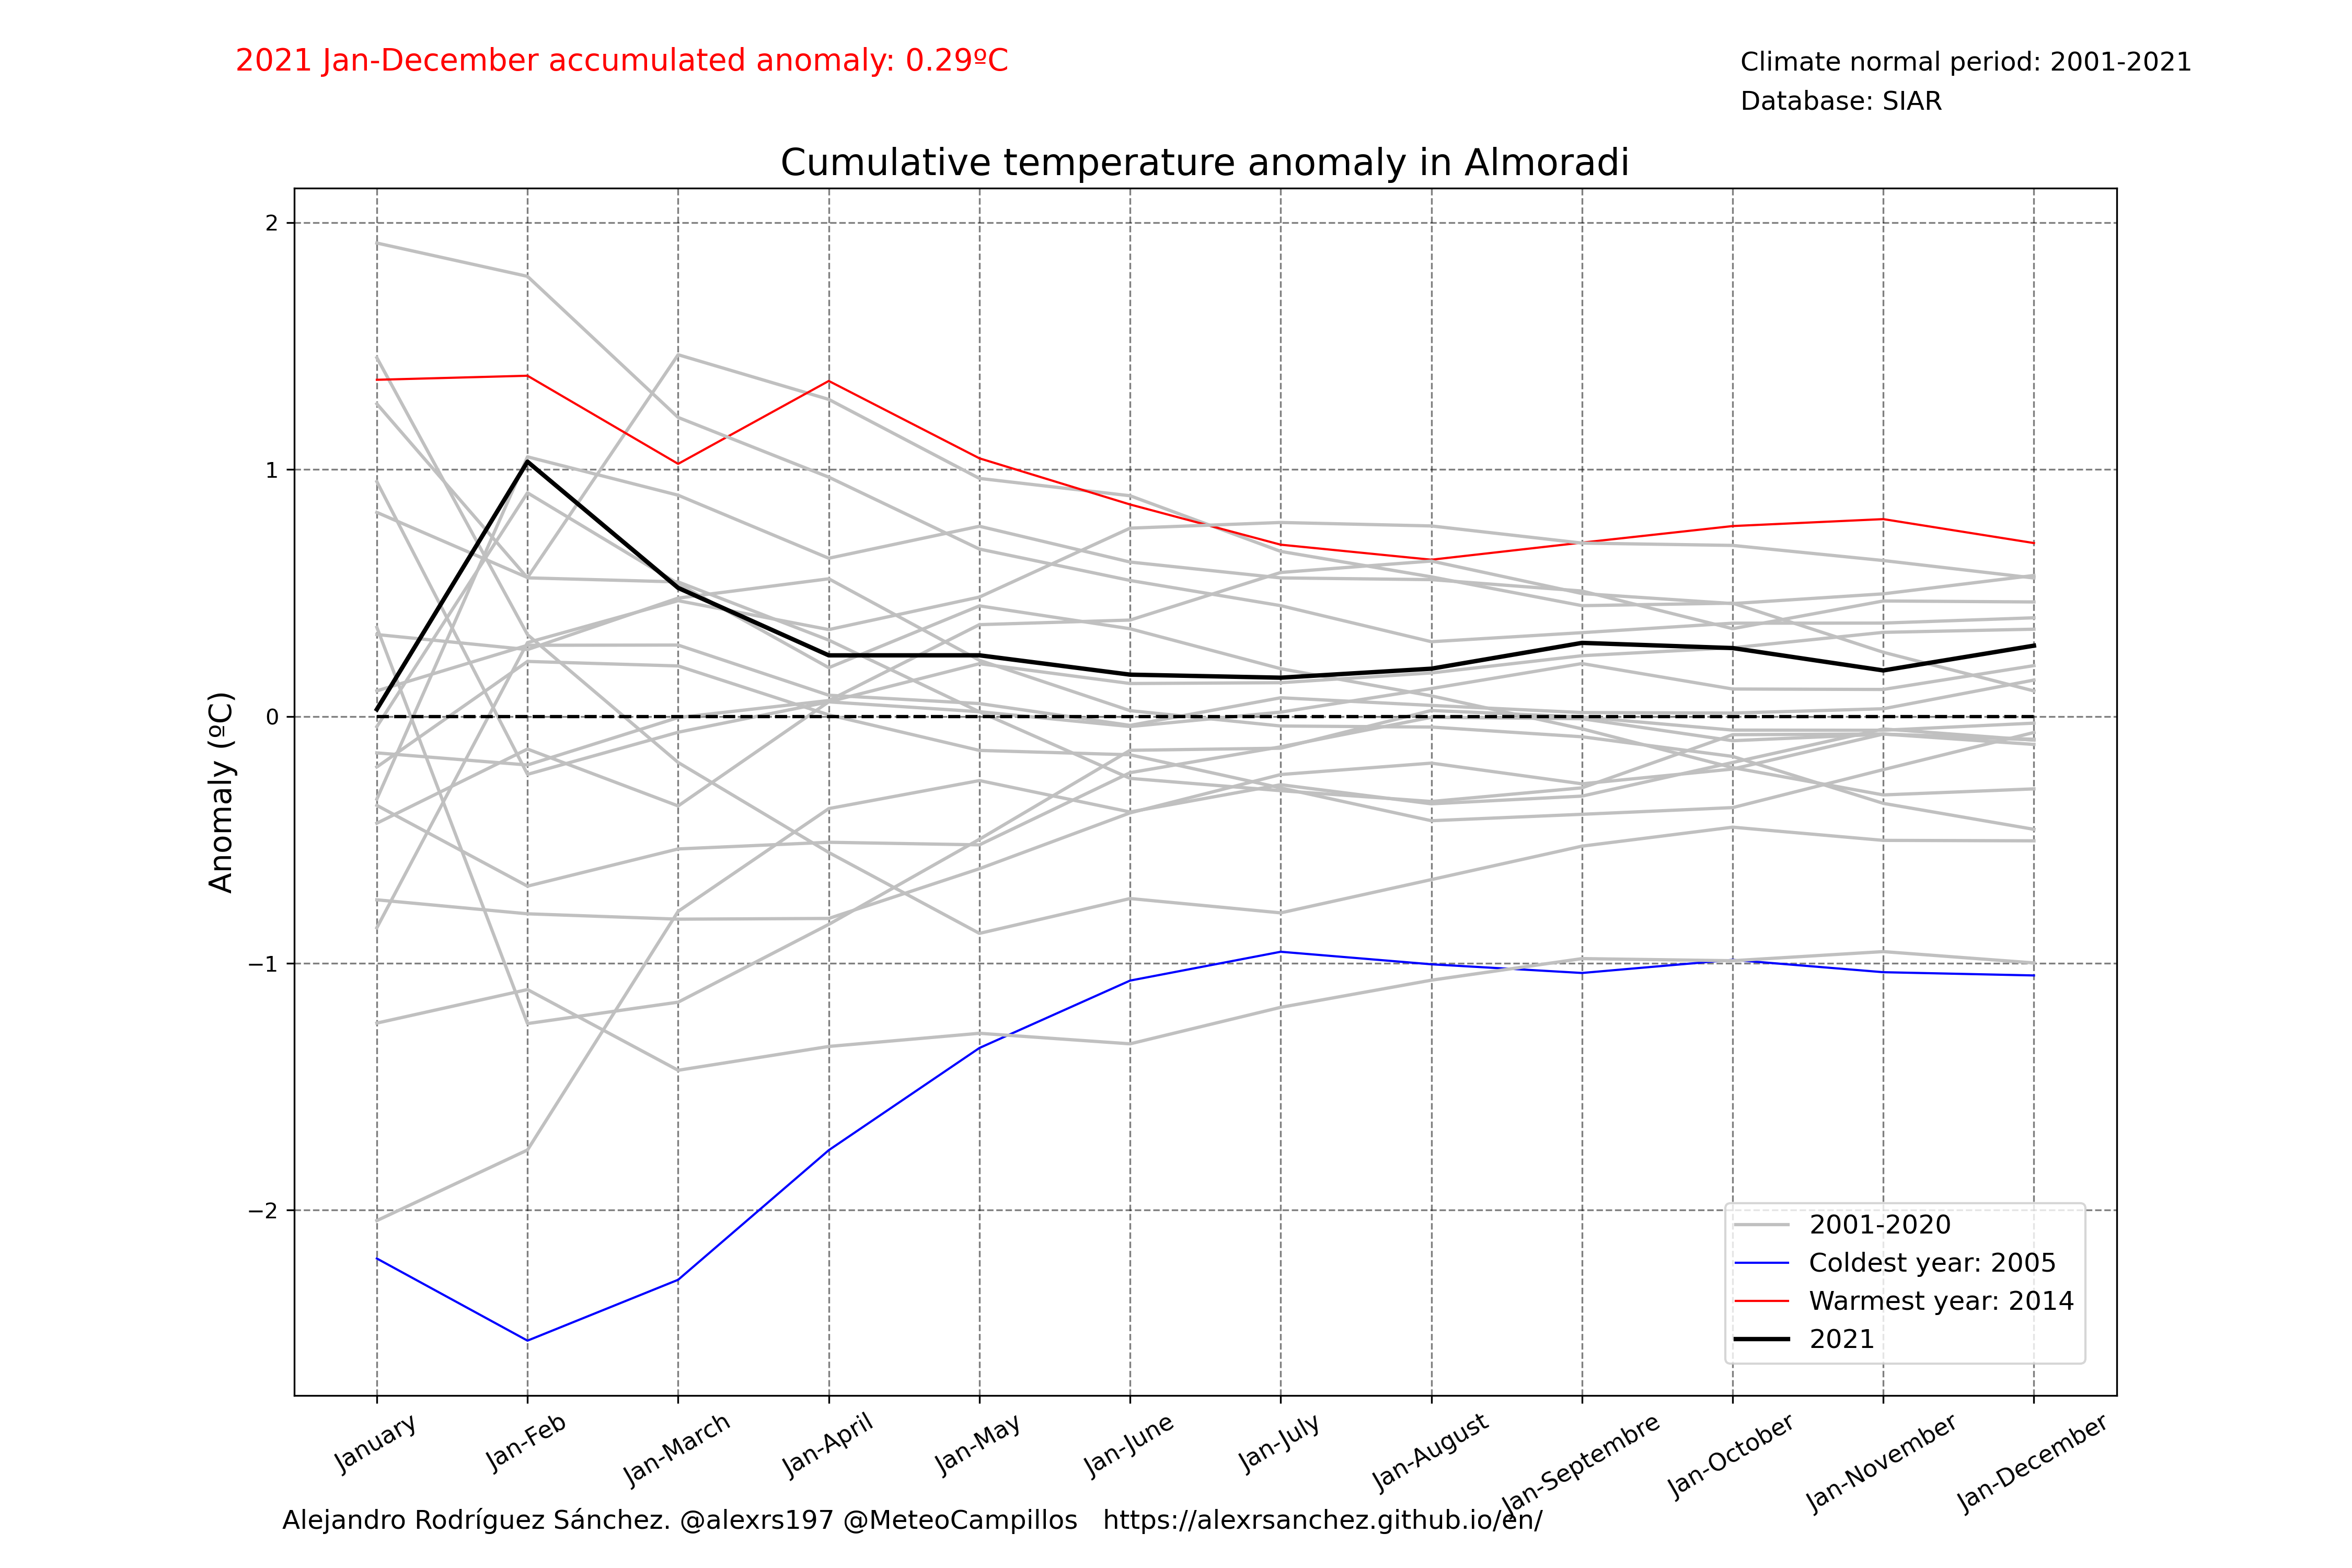 2021 Jan-December accumulated anomaly: 0.29ºC
Climate normal period: 2001-2021
Database: SIAR
Cumulative temperature anomaly in Almoradi
2
1
0
−1
−2
Anomaly (ºC)
2001-2020
Coldest year: 2005
Warmest year: 2014
2021
January
Jan-Feb
Jan-March
Jan-April
Jan-May
Jan-June
Jan-July
Jan-August
Jan-Septembre
Jan-October
Jan-November
Jan-December
Alejandro Rodríguez Sánchez. @alexrs197 @MeteoCampillos   https://alexrsanchez.github.io/en/